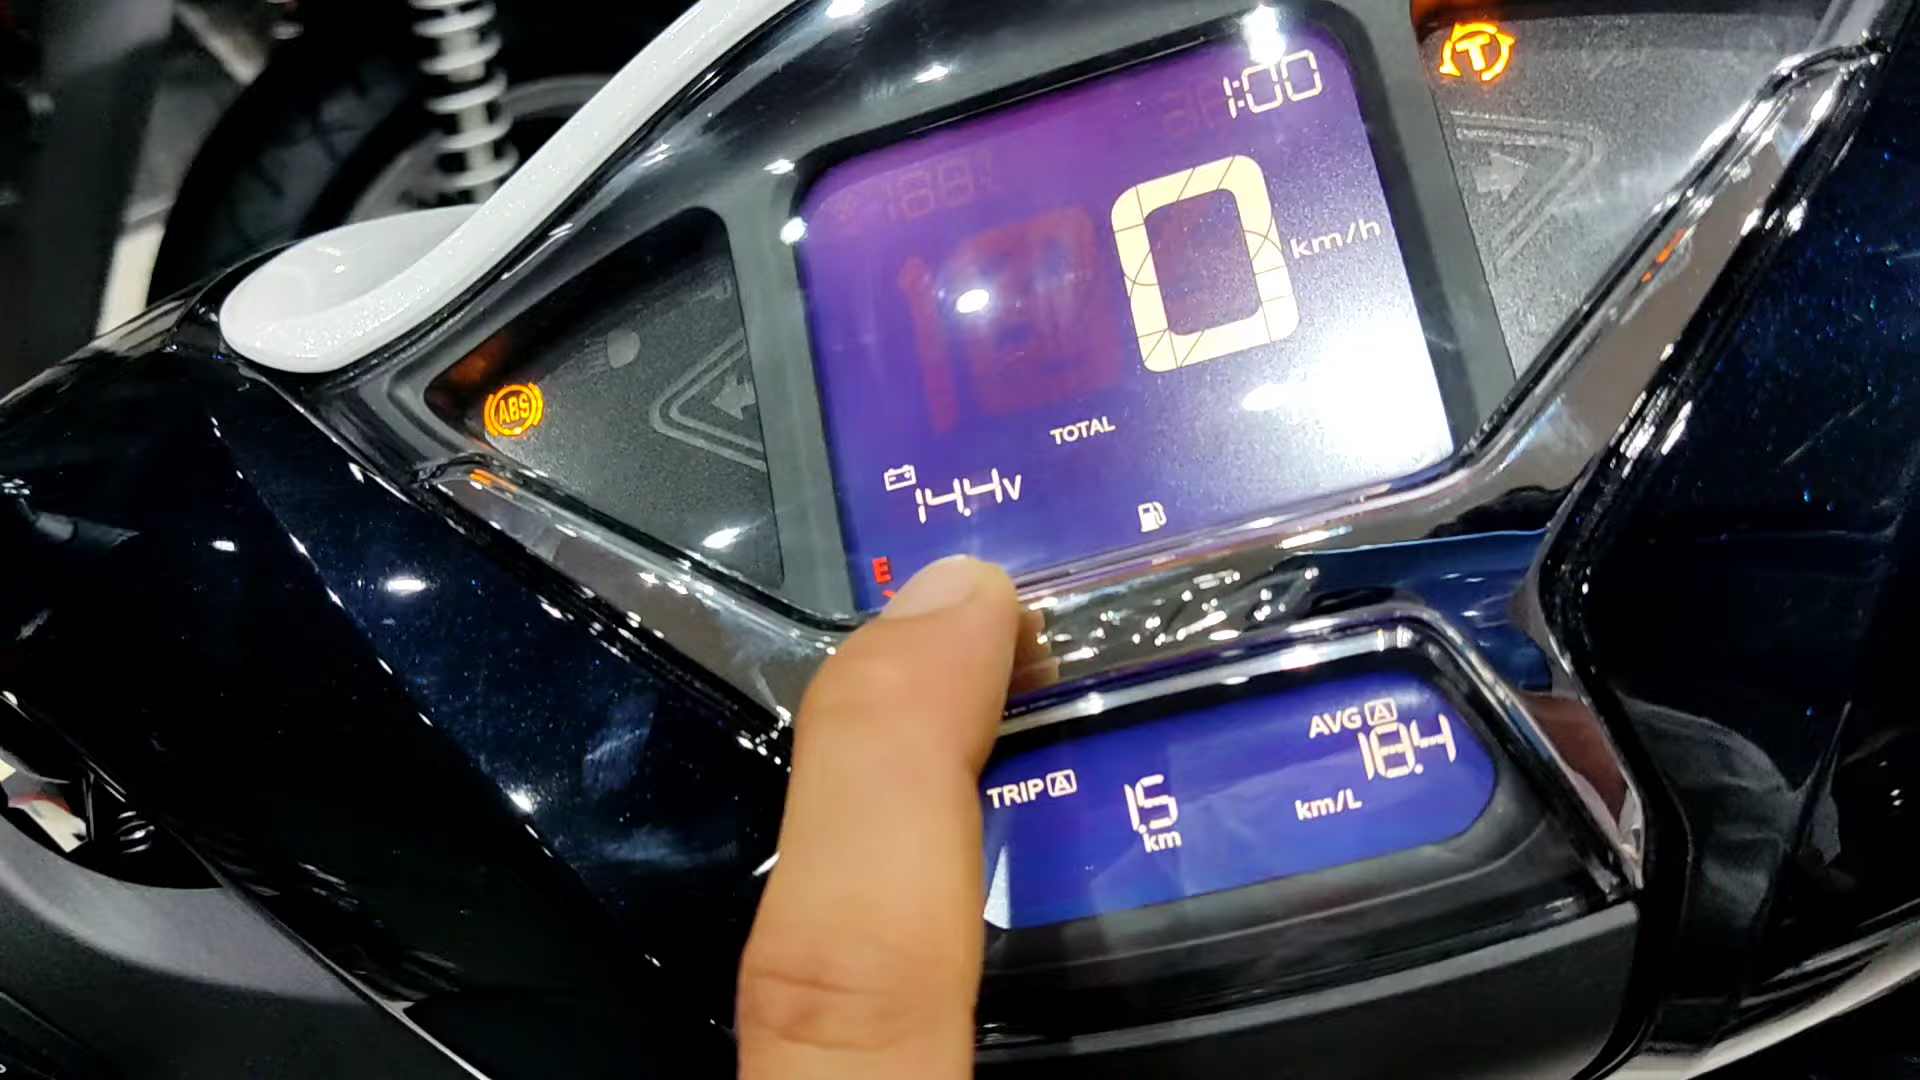 1:00
T
0 km/h
ABS
TOTAL
14.4V
E
AVG A
18.4
km/L
TRIP A
1.5
km